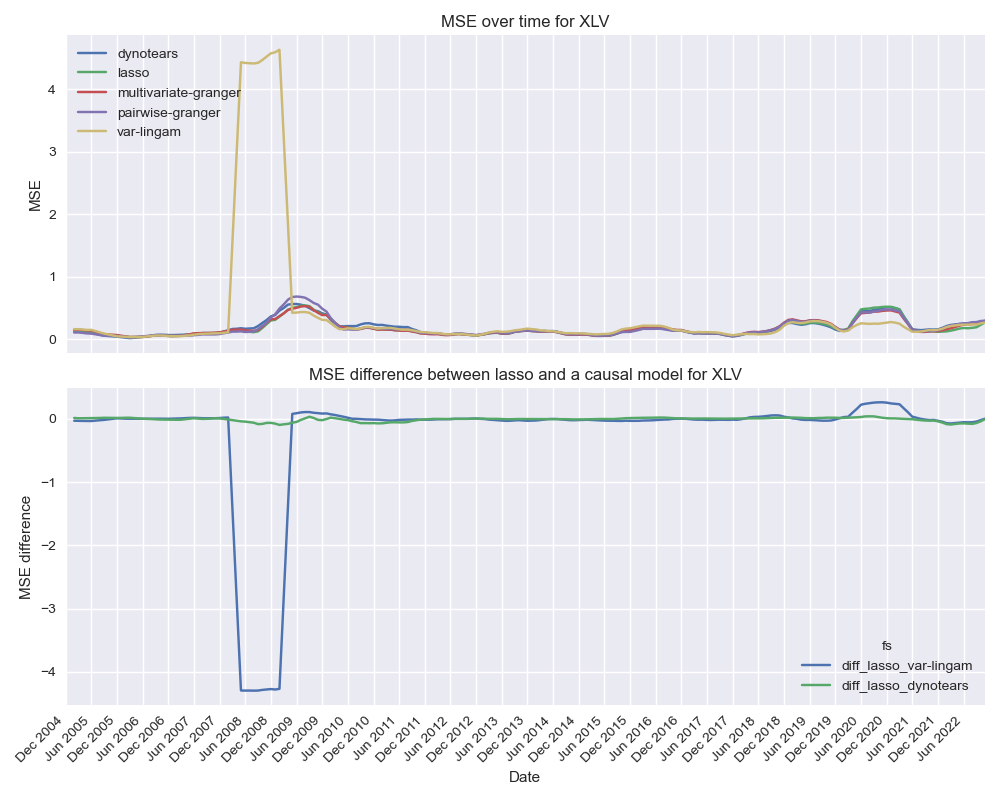 MSE over time for XLV
dynotears
lasso
multivariate-granger
pairwise-granger
var-lingam
4
3
2
1
0
MSE
MSE difference between lasso and a causal model for XLV
0
−1
−2
−3
−4
MSE difference
fs
diff_lasso_var-lingam
diff_lasso_dynotears
Dec 2004
Jun 2005
Dec 2005
Jun 2006
Dec 2006
Jun 2007
Dec 2007
Jun 2008
Dec 2008
Jun 2009
Dec 2009
Jun 2010
Dec 2010
Jun 2011
Dec 2011
Jun 2012
Dec 2012
Jun 2013
Dec 2013
Jun 2014
Dec 2014
Jun 2015
Dec 2015
Jun 2016
Dec 2016
Jun 2017
Dec 2017
Jun 2018
Dec 2018
Jun 2019
Dec 2019
Jun 2020
Dec 2020
Jun 2021
Dec 2021
Jun 2022
Date